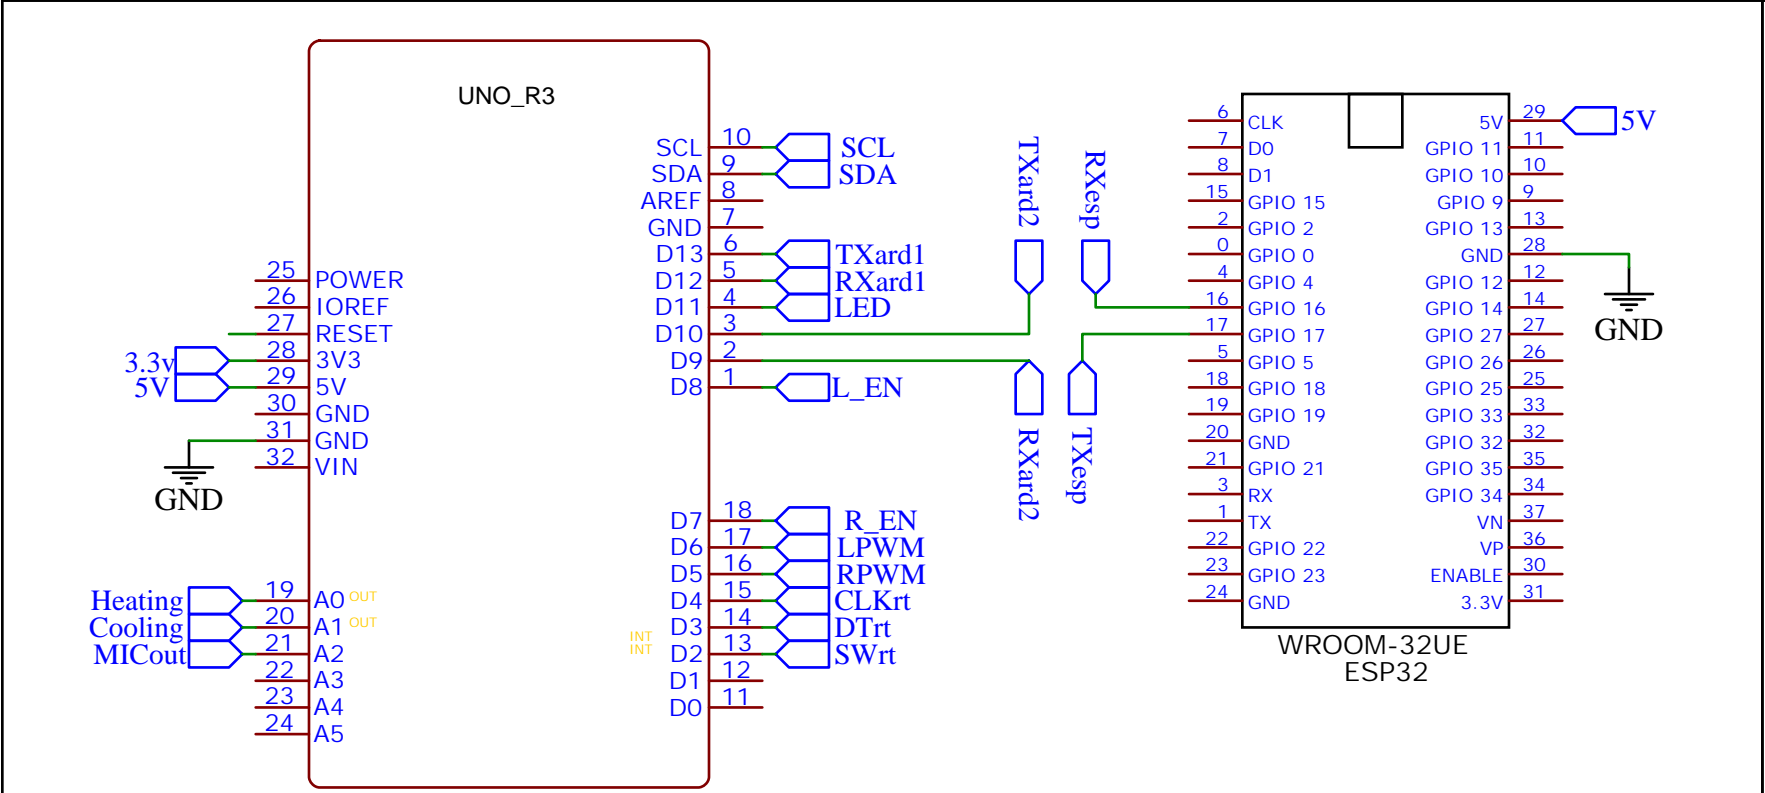 UNO_R3
SCL 10 SCL
SDA 9 SDA
AREF 8
GND 7
D13 6 TXard1
D12 5 RXard1
D11 4 LED
D10 3
D9 2
D8 1 L_EN
25 POWER
26 IOREF
27 RESET
3.3v 28 3V3
5V 29 5V
30 GND
31 GND
32 VIN
GND
D7 18 R_EN
D6 17 LPWM
D5 16 RPWM
D4 15 CLKrt
INT D3 14 DTrt
INT D2 13 SWrt
D1 12
D0 11
Heating 19 A0 OUT
Cooling 20 A1 OUT
MICout 21 A2
22 A3
23 A4
24 A5
TXard2
RXesp
RXard2
TXesp
6 CLK
7 D0
8 D1
15 GPIO 15
2 GPIO 2
0 GPIO 0
4 GPIO 4
16 GPIO 16
17 GPIO 17
5 GPIO 5
18 GPIO 18
19 GPIO 19
20 GND
21 GPIO 21
3 RX
1 TX
22 GPIO 22
23 GPIO 23
24 GND
5V 29 5V
GPIO 11 11
GPIO 10 10
GPIO 9 9
GPIO 13 13
GND 28
GPIO 12 12
GPIO 14 14
GPIO 27 27
GPIO 26 26
GPIO 25 25
GPIO 33 33
GPIO 32 32
GPIO 35 35
GPIO 34 34
VN 37
VP 36
ENABLE 30
3.3V 31
GND
WROOM-32UE
ESP32